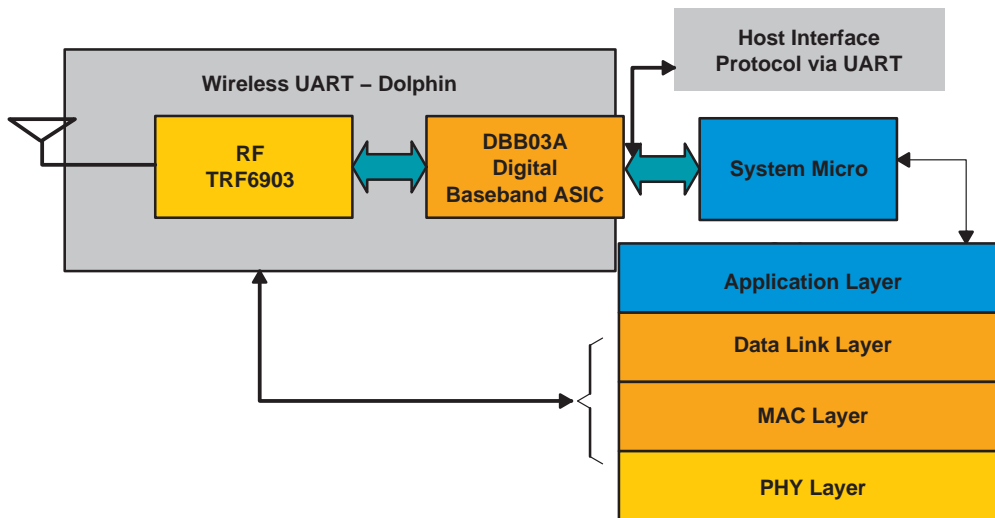 Host Interface
Protocol via UART
Wireless UART – Dolphin
RF
TRF6903
DBB03A
Digital
Baseband ASIC
System Micro
Application Layer
Data Link Layer
MAC Layer
PHY Layer